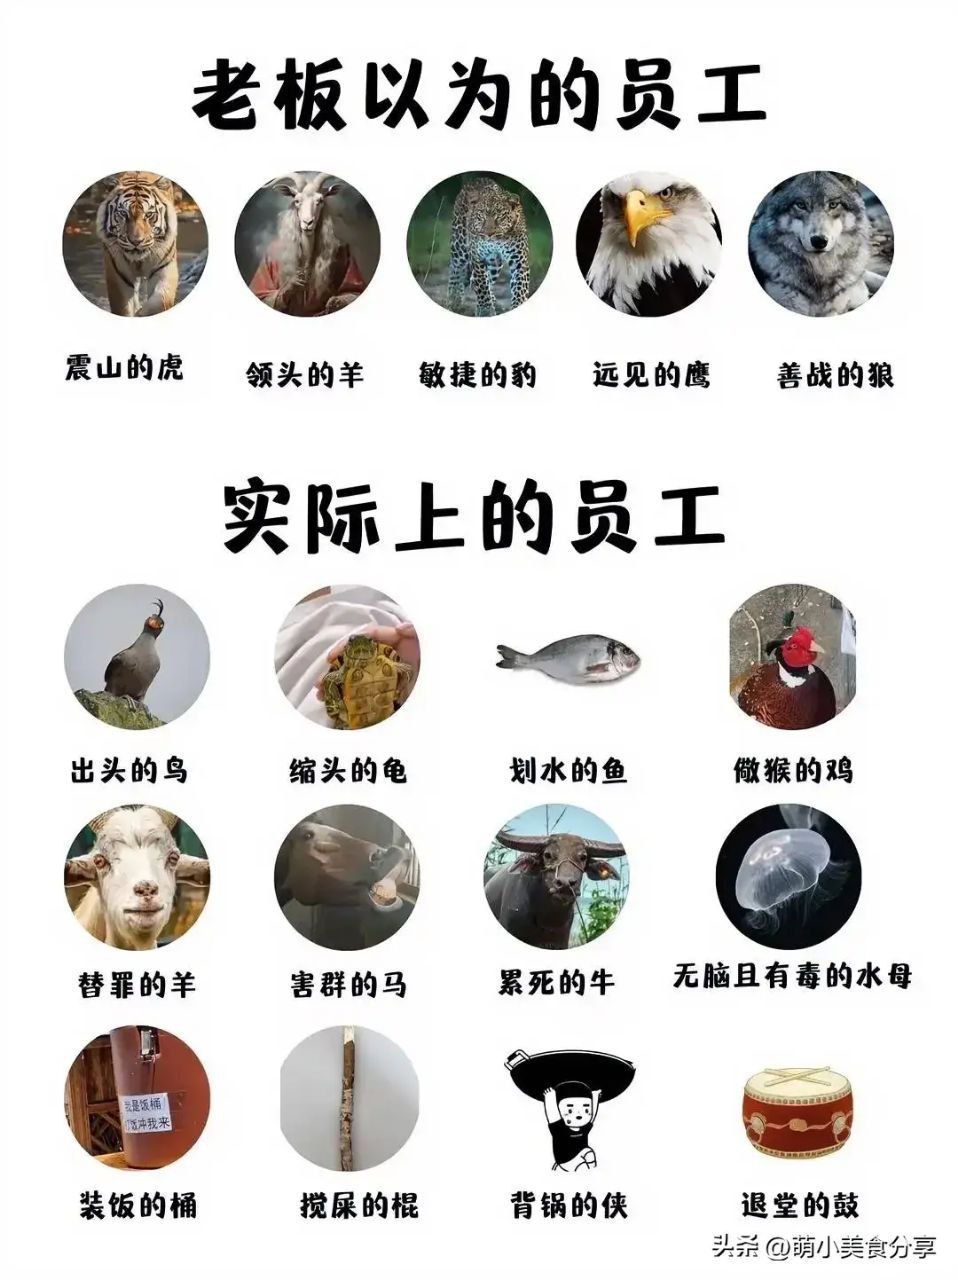 老板以为的员工
震山的虎
领头的羊
敏捷的豹
远见的鹰
善战的狼
实际上的员工
出头的鸟
缩头的龟
划水的鱼
儆猴的鸡
替罪的羊
害群的马
累死的牛
无脑且有毒的水母
是饭桶
饭冲我来
装饭的桶
搅屎的棍
背锅的侠
退堂的鼓
头条 @萌小美食分享